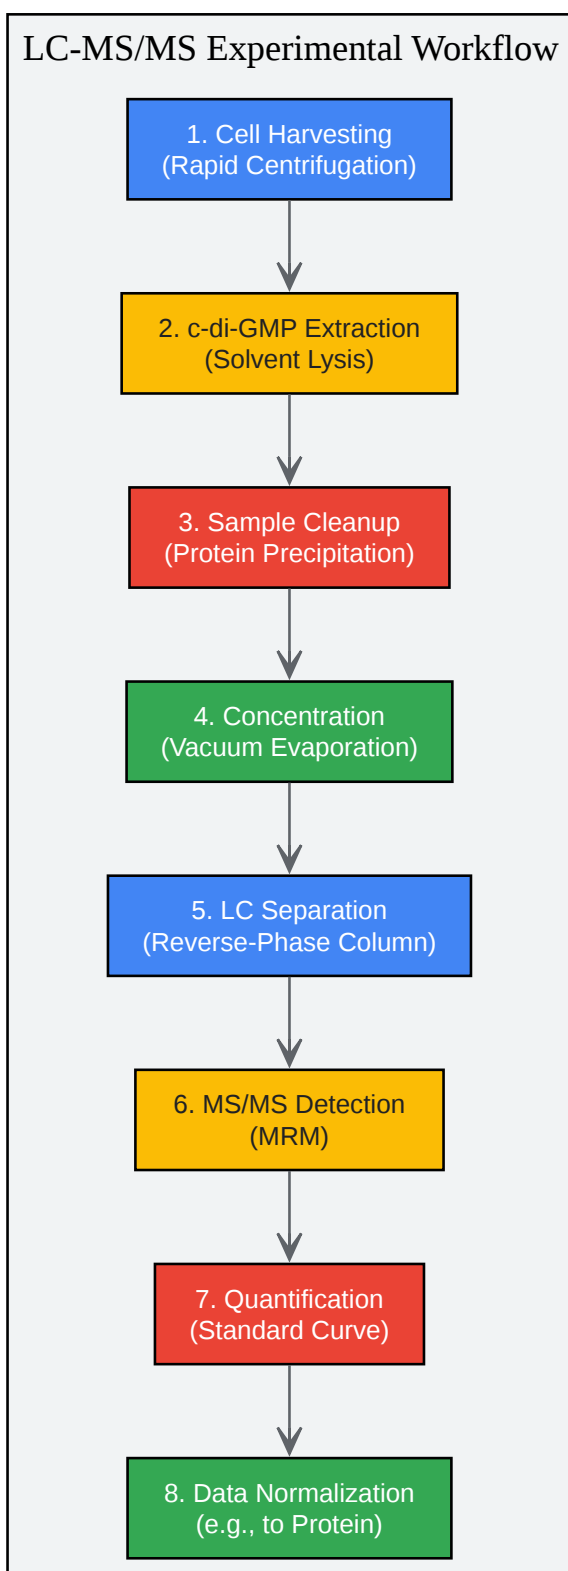 LC-MS/MS Experimental Workflow
1. Cell Harvesting
(Rapid Centrifugation)
2. c-di-GMP Extraction
(Solvent Lysis)
3. Sample Cleanup
(Protein Precipitation)
4. Concentration
(Vacuum Evaporation)
5. LC Separation
(Reverse-Phase Column)
6. MS/MS Detection
(MRM)
7. Quantification
(Standard Curve)
8. Data Normalization
(e.g., to Protein)